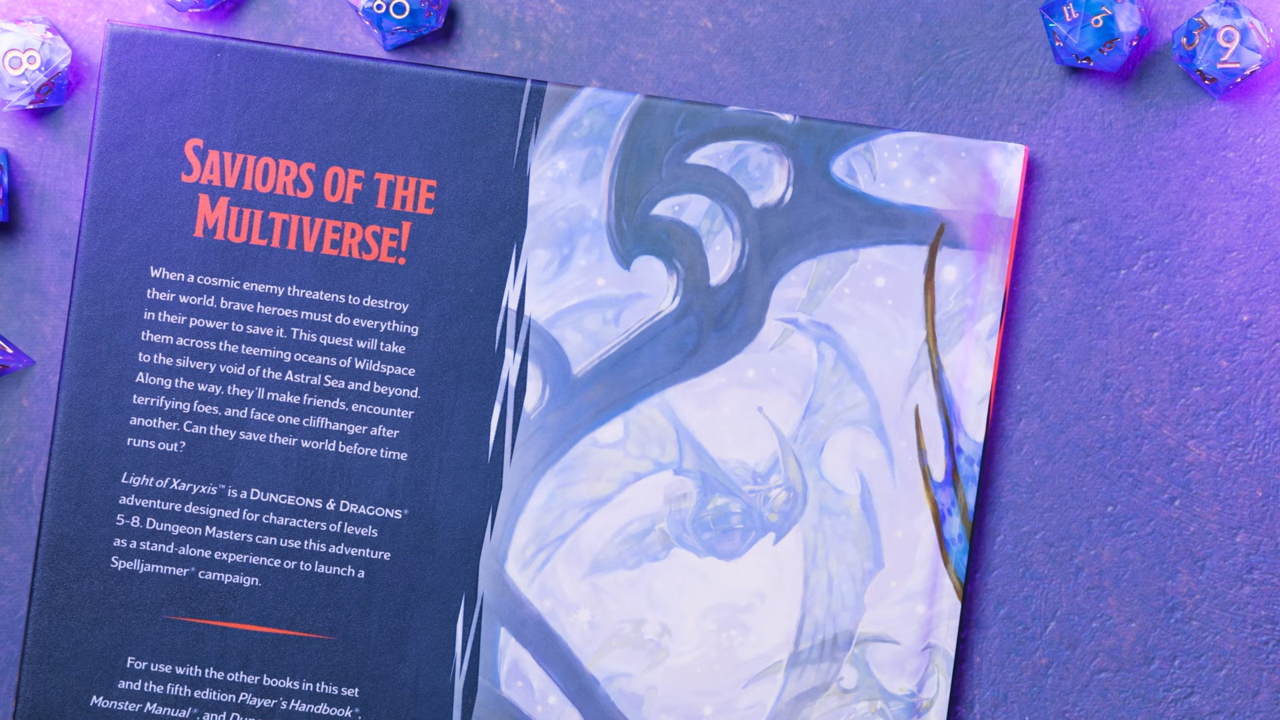 SAVIORS OF THE
MULTIVERSE!
When a cosmic enemy threatens to destroy
their world, brave heroes must do everything
in their power to save it. This quest will take
them across the teeming oceans of Wildspace
to the silvery void of the Astral Sea and beyond.
Along the way, they'll make friends, encounter
terrifying foes, and face one cliffhanger after
another. Can they save their world before time
runs out?
Light of Xaryxis™ is a DUNGEONS & DRAGONS®
adventure designed for characters of levels
5–8. Dungeon Masters can use this adventure
as a stand-alone experience or to launch a
Spelljammer® campaign.
For use with the other books in this set
and the fifth edition Player's Handbook®,
Monster Manual®, and
8
8
11
9
3
9